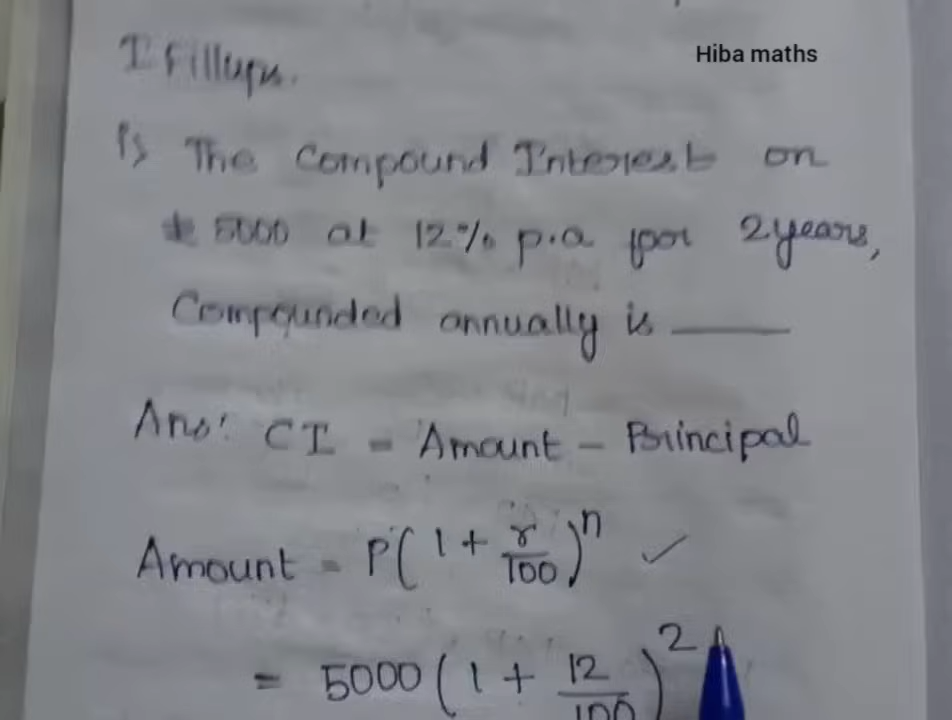 Hiba maths
I Fillups.
1) The Compound Interest on
₹ 5000 at 12% p.a for 2years,
Compounded annually is ______
Ans: CI = Amount - Principal
Amount = P(1 + r/100)^n ✓
= 5000(1 + 12/100)^2